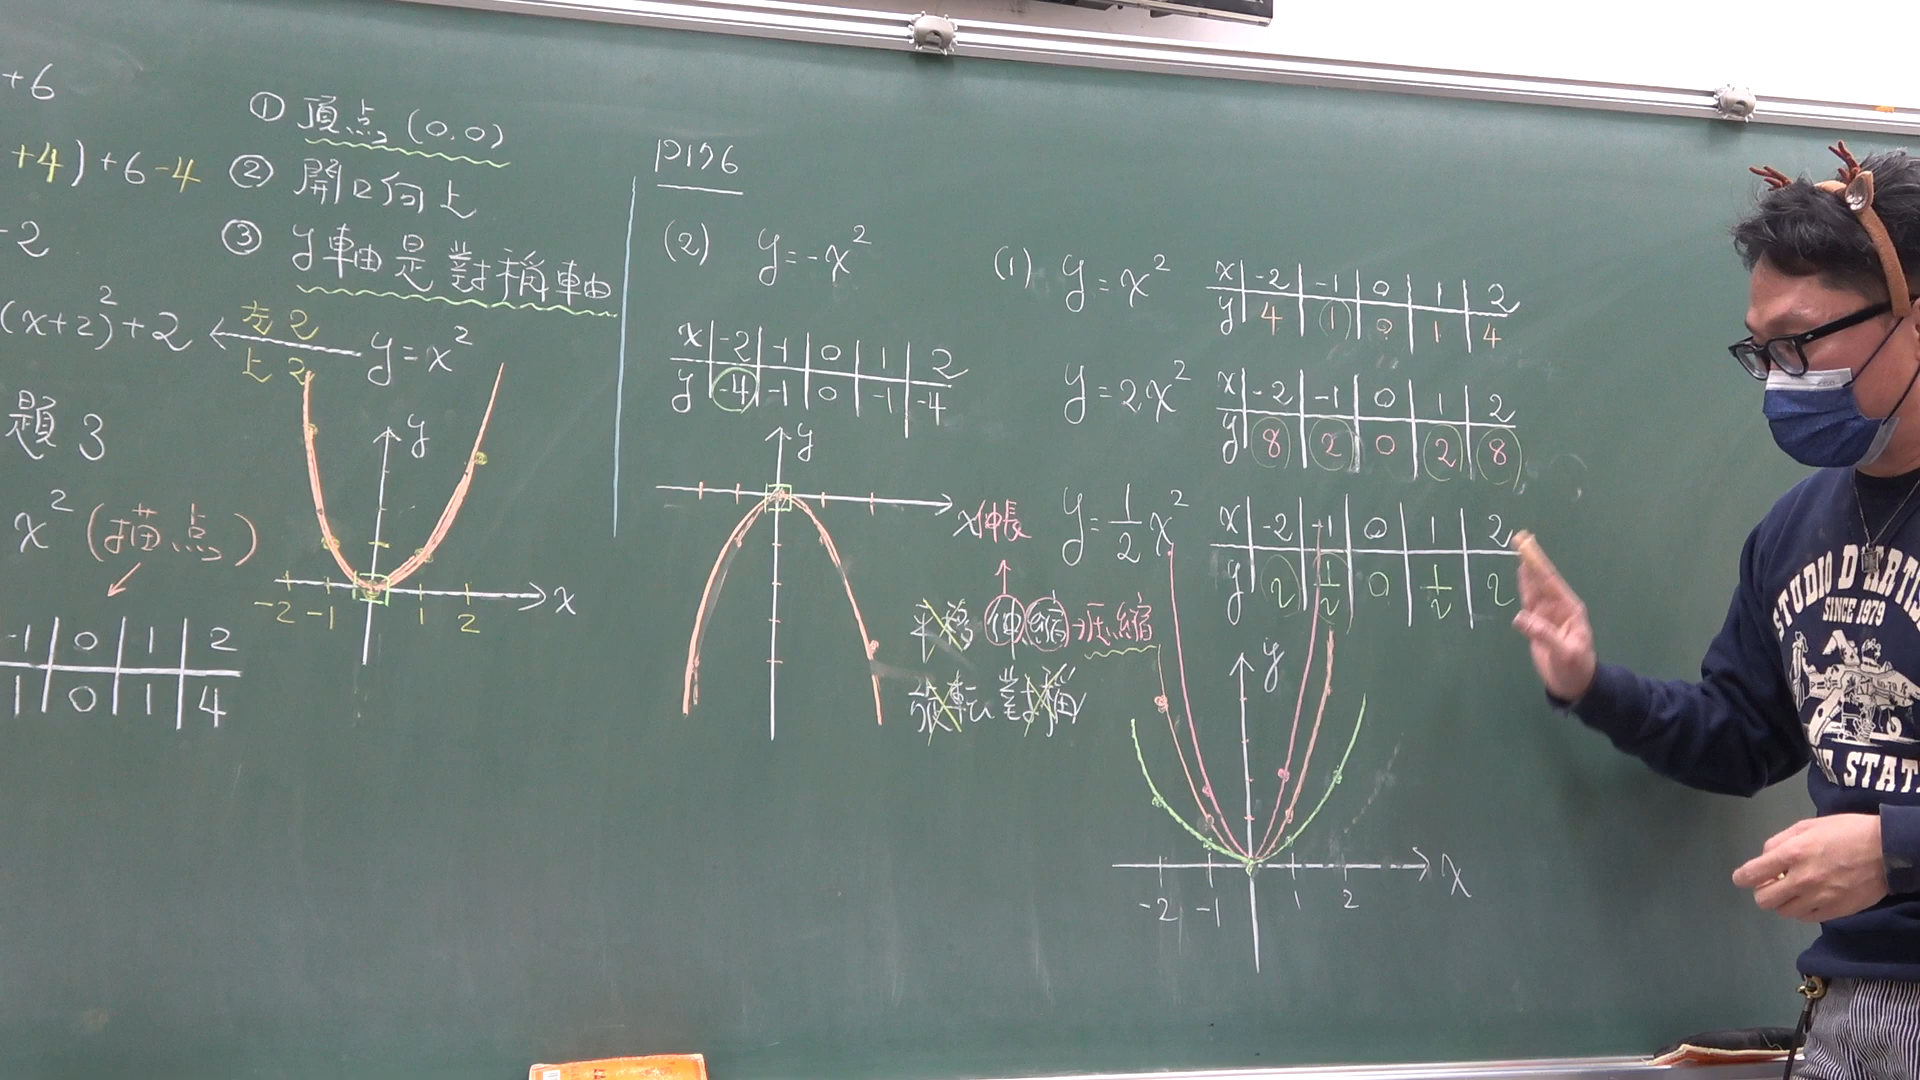 +6
+4)+6-4
-2
(x+2)²+2
左2
上2
題3
x²(描点)
-1 0 1 2
1 0 1 4
① 頂点(0,0)
② 開口向上
③ y軸是對稱軸
y=x²
y
x
-2 -1 1 2
P176
(2) y=-x²
x -2 -1 0 1 2
y -4 -1 0 -1 -4
y
x
伸長
平移 伸縮→压縮
旋転 對稱
(1) y=x²
x -2 -1 0 1 2
y 4 1 0 1 4
y=2x²
x -2 -1 0 1 2
y 8 2 0 2 8
y=1/2x²
x -2 -1 0 1 2
y 2 1/2 0 1/2 2
y
x
-2 -1 1 2
STUDIO D'ARTIS
SINCE 1979
STAT